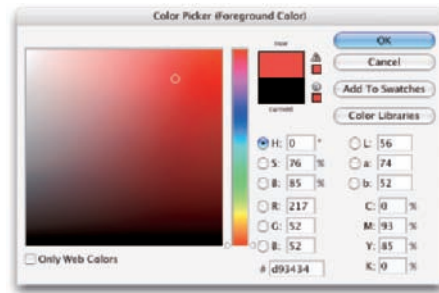 Color Picker (Foreground Color)
new
current
OK
Cancel
Add To Swatches
Color Libraries
H: 0 °
S: 76 %
B: 85 %
R: 217
G: 52
B: 52
# d93434
L: 56
a: 74
b: 52
C: 0 %
M: 93 %
Y: 85 %
K: 0 %
Only Web Colors